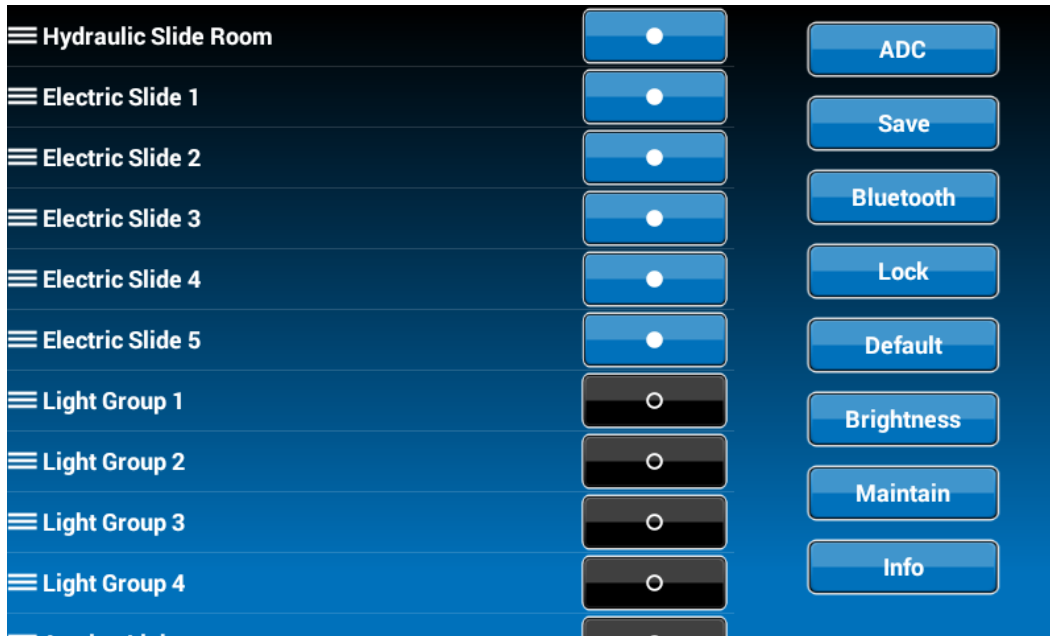 Hydraulic Slide Room
Electric Slide 1
Electric Slide 2
Electric Slide 3
Electric Slide 4
Electric Slide 5
Light Group 1
Light Group 2
Light Group 3
Light Group 4
ADC
Save
Bluetooth
Lock
Default
Brightness
Maintain
Info